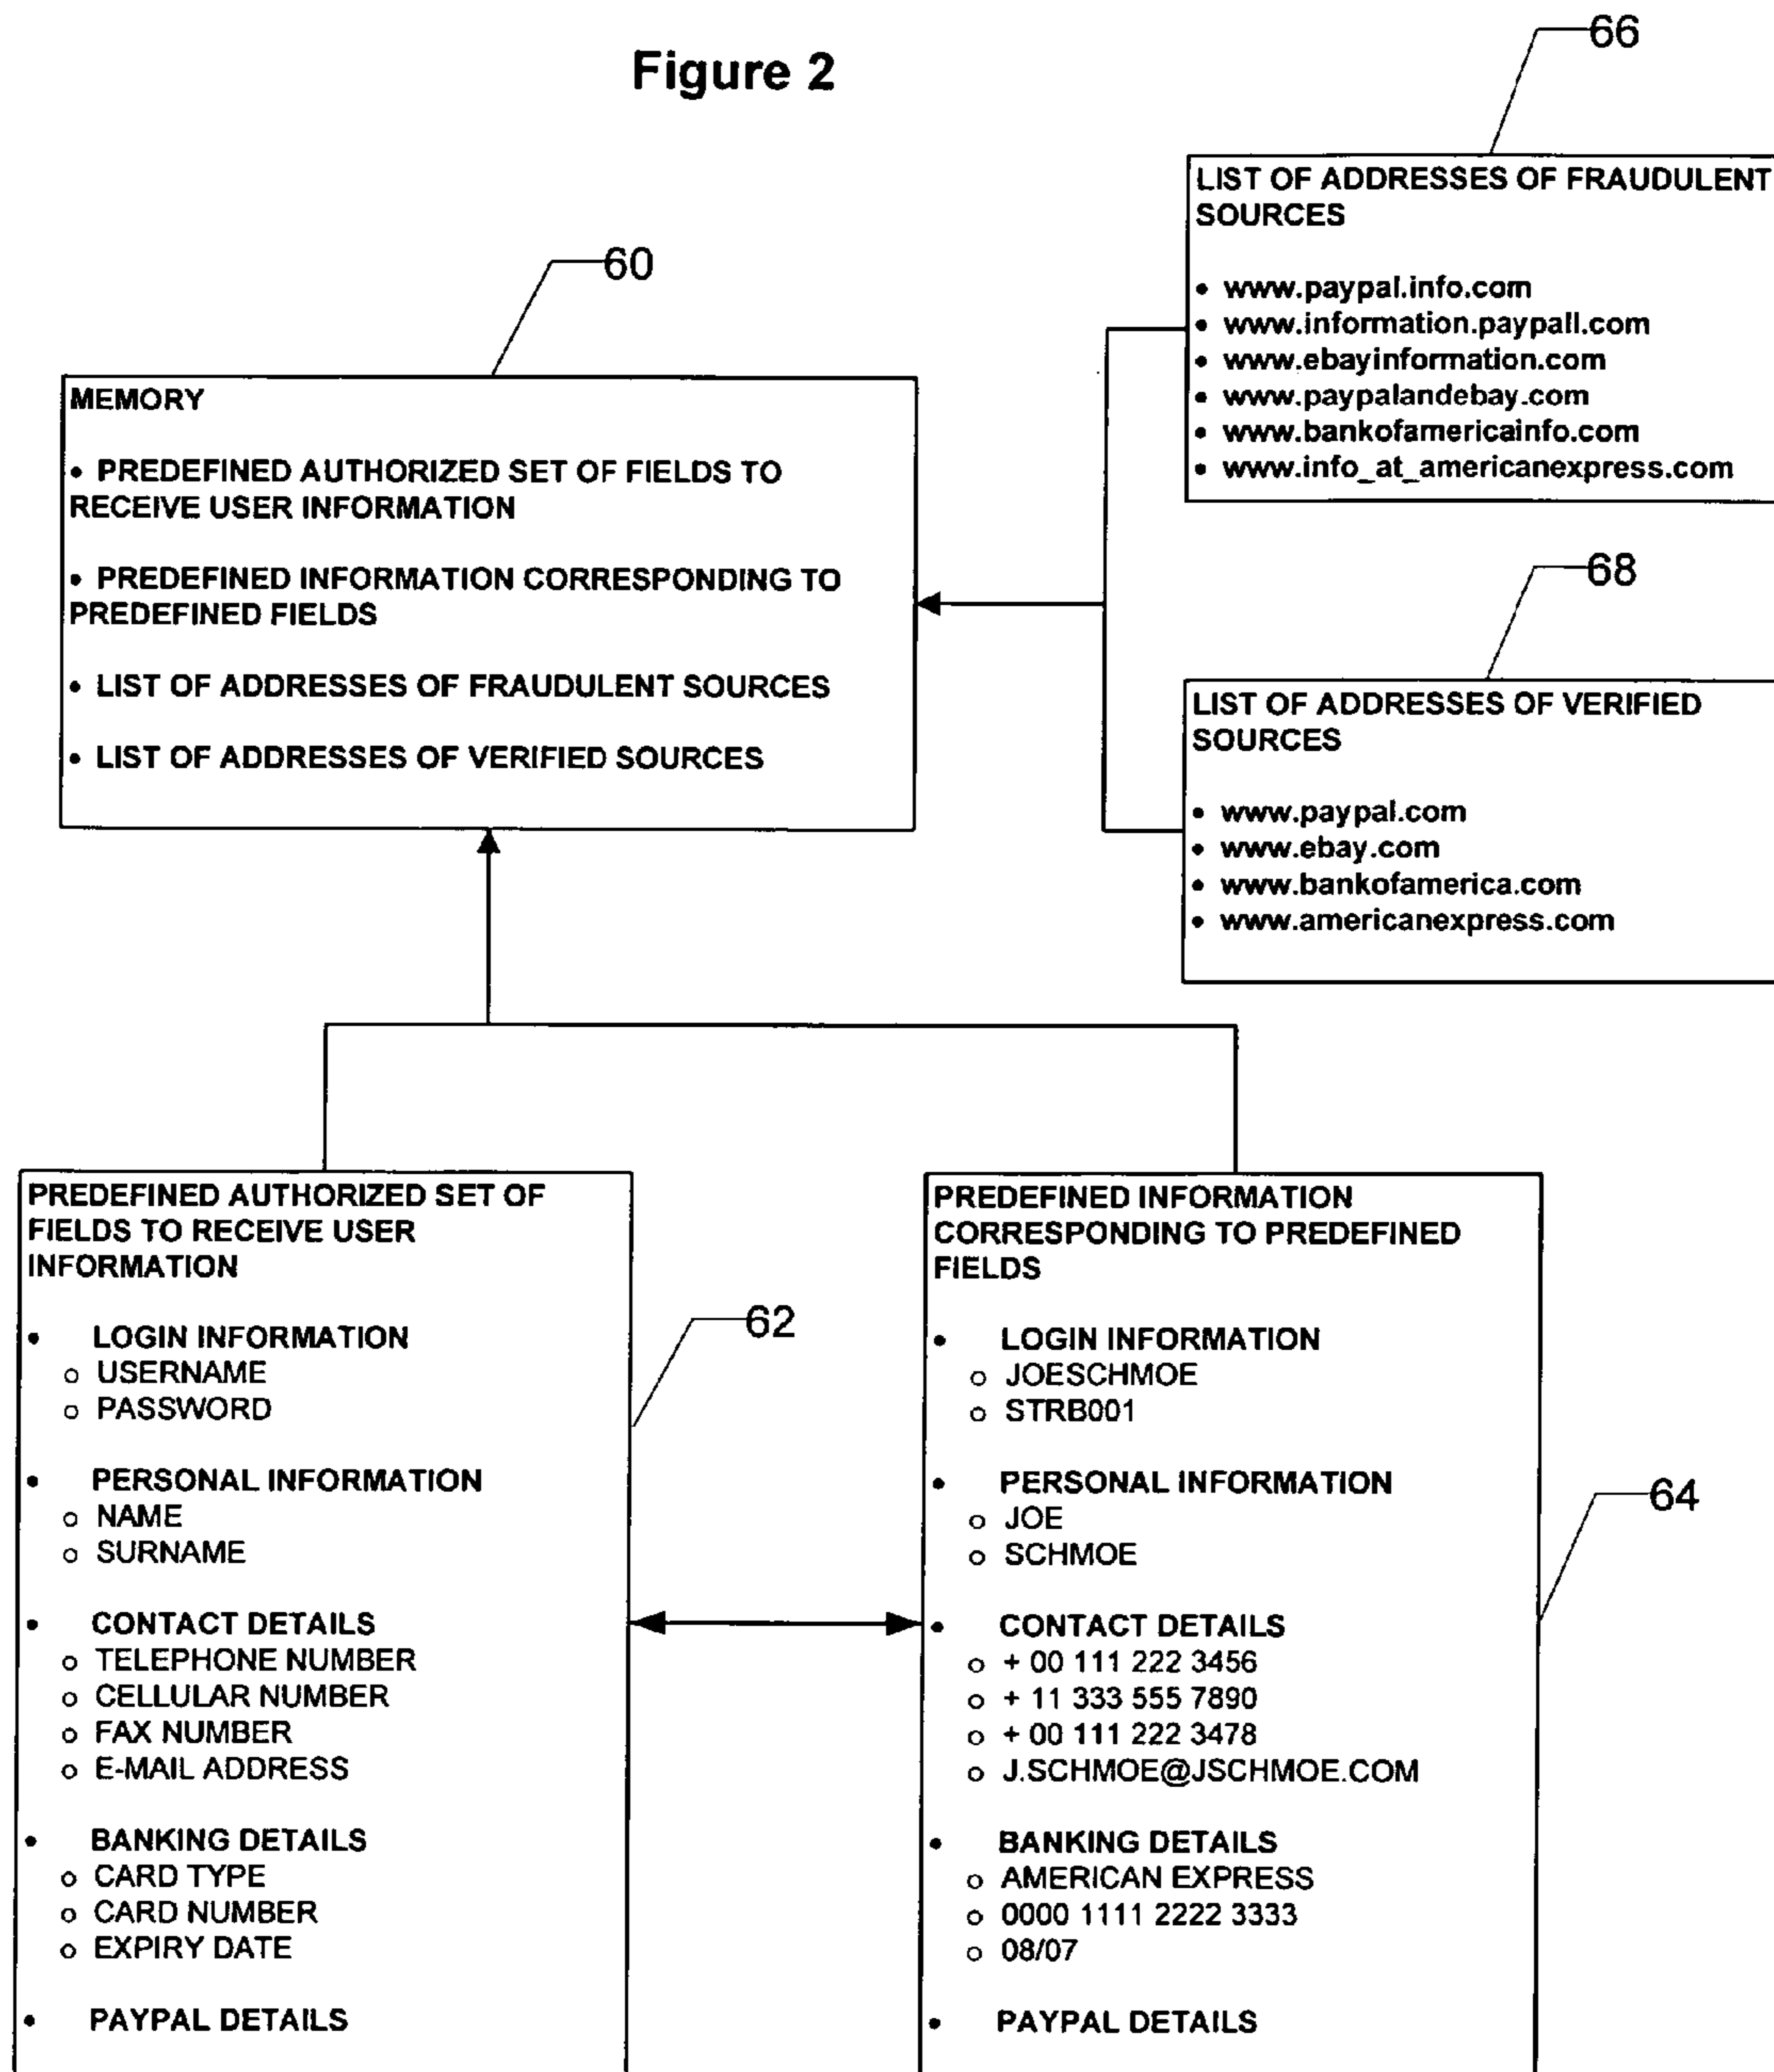 Figure 2
66
LIST OF ADDRESSES OF FRAUDULENT
SOURCES
• www.paypal.info.com
• www.information.paypall.com
• www.ebayinformation.com
• www.paypalandebay.com
• www.bankofamericainfo.com
• www.info_at_americanexpress.com
60
MEMORY
• PREDEFINED AUTHORIZED SET OF FIELDS TO
RECEIVE USER INFORMATION
• PREDEFINED INFORMATION CORRESPONDING TO
PREDEFINED FIELDS
• LIST OF ADDRESSES OF FRAUDULENT SOURCES
• LIST OF ADDRESSES OF VERIFIED SOURCES
68
LIST OF ADDRESSES OF VERIFIED
SOURCES
• www.paypal.com
• www.ebay.com
• www.bankofamerica.com
• www.americanexpress.com
PREDEFINED AUTHORIZED SET OF
FIELDS TO RECEIVE USER
INFORMATION
• LOGIN INFORMATION
o USERNAME
o PASSWORD
• PERSONAL INFORMATION
o NAME
o SURNAME
• CONTACT DETAILS
o TELEPHONE NUMBER
o CELLULAR NUMBER
o FAX NUMBER
o E-MAIL ADDRESS
• BANKING DETAILS
o CARD TYPE
o CARD NUMBER
o EXPIRY DATE
• PAYPAL DETAILS
62
PREDEFINED INFORMATION
CORRESPONDING TO PREDEFINED
FIELDS
• LOGIN INFORMATION
o JOESCHMOE
o STRB001
• PERSONAL INFORMATION
o JOE
o SCHMOE
• CONTACT DETAILS
o + 00 111 222 3456
o + 11 333 555 7890
o + 00 111 222 3478
o J.SCHMOE@JSCHMOE.COM
• BANKING DETAILS
o AMERICAN EXPRESS
o 0000 1111 2222 3333
o 08/07
• PAYPAL DETAILS
64